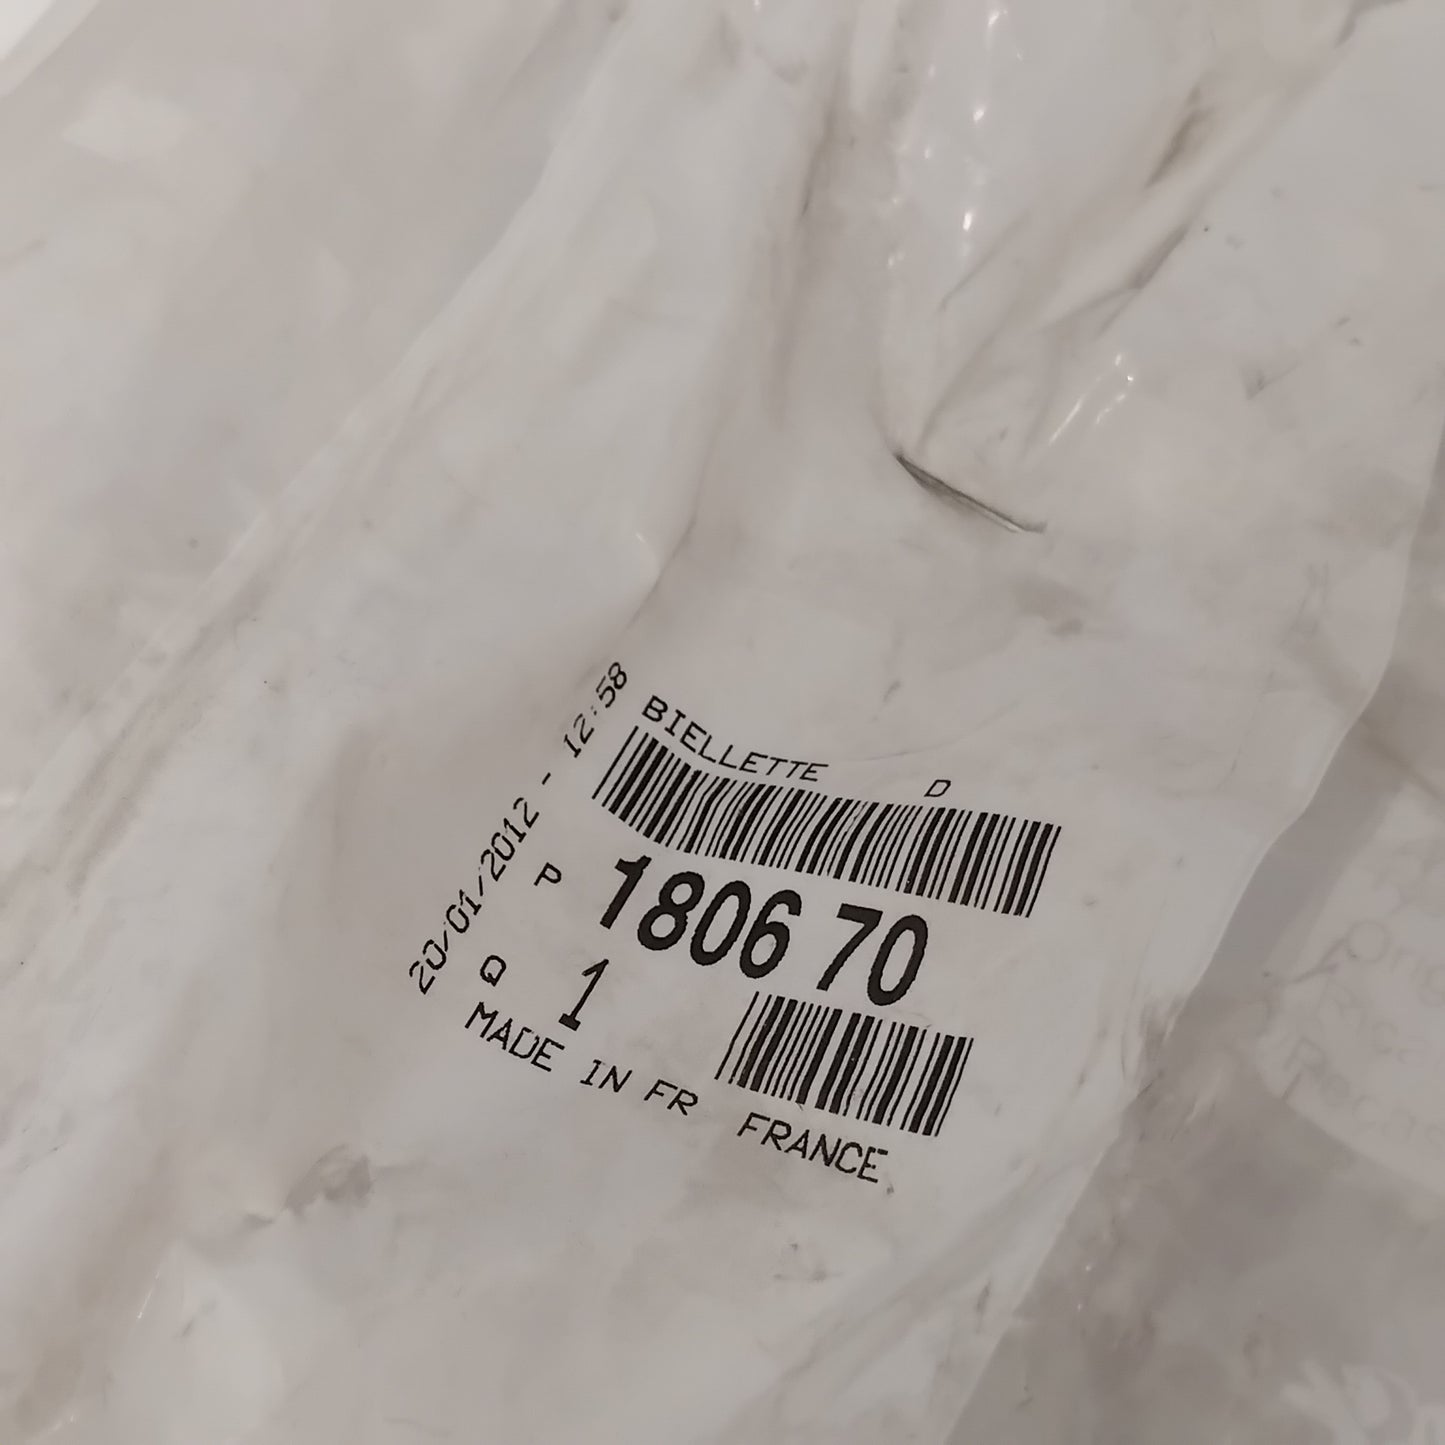 20/01/2012 - 12:58
BIELLETTE D
P 1806 70
Q 1
MADE IN FR FRANCE